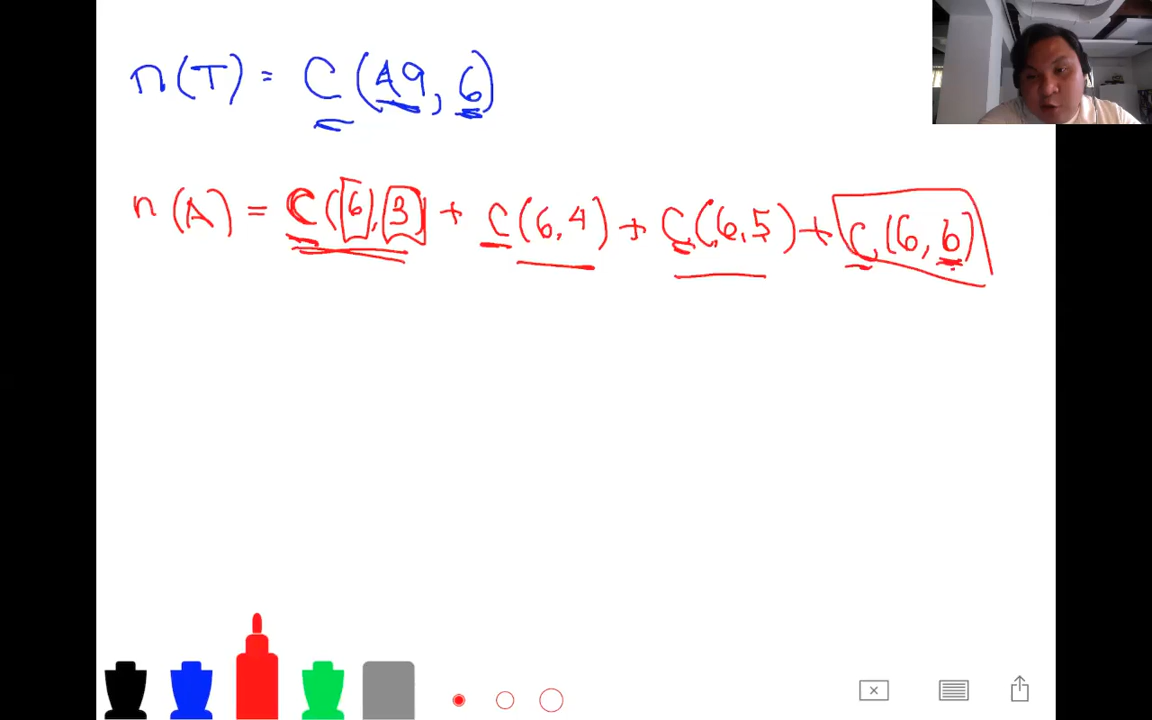 n(T) = C(49, 6)
n(A) = C(6, 3) + C(6, 4) + C(6, 5) + C(6, 6)